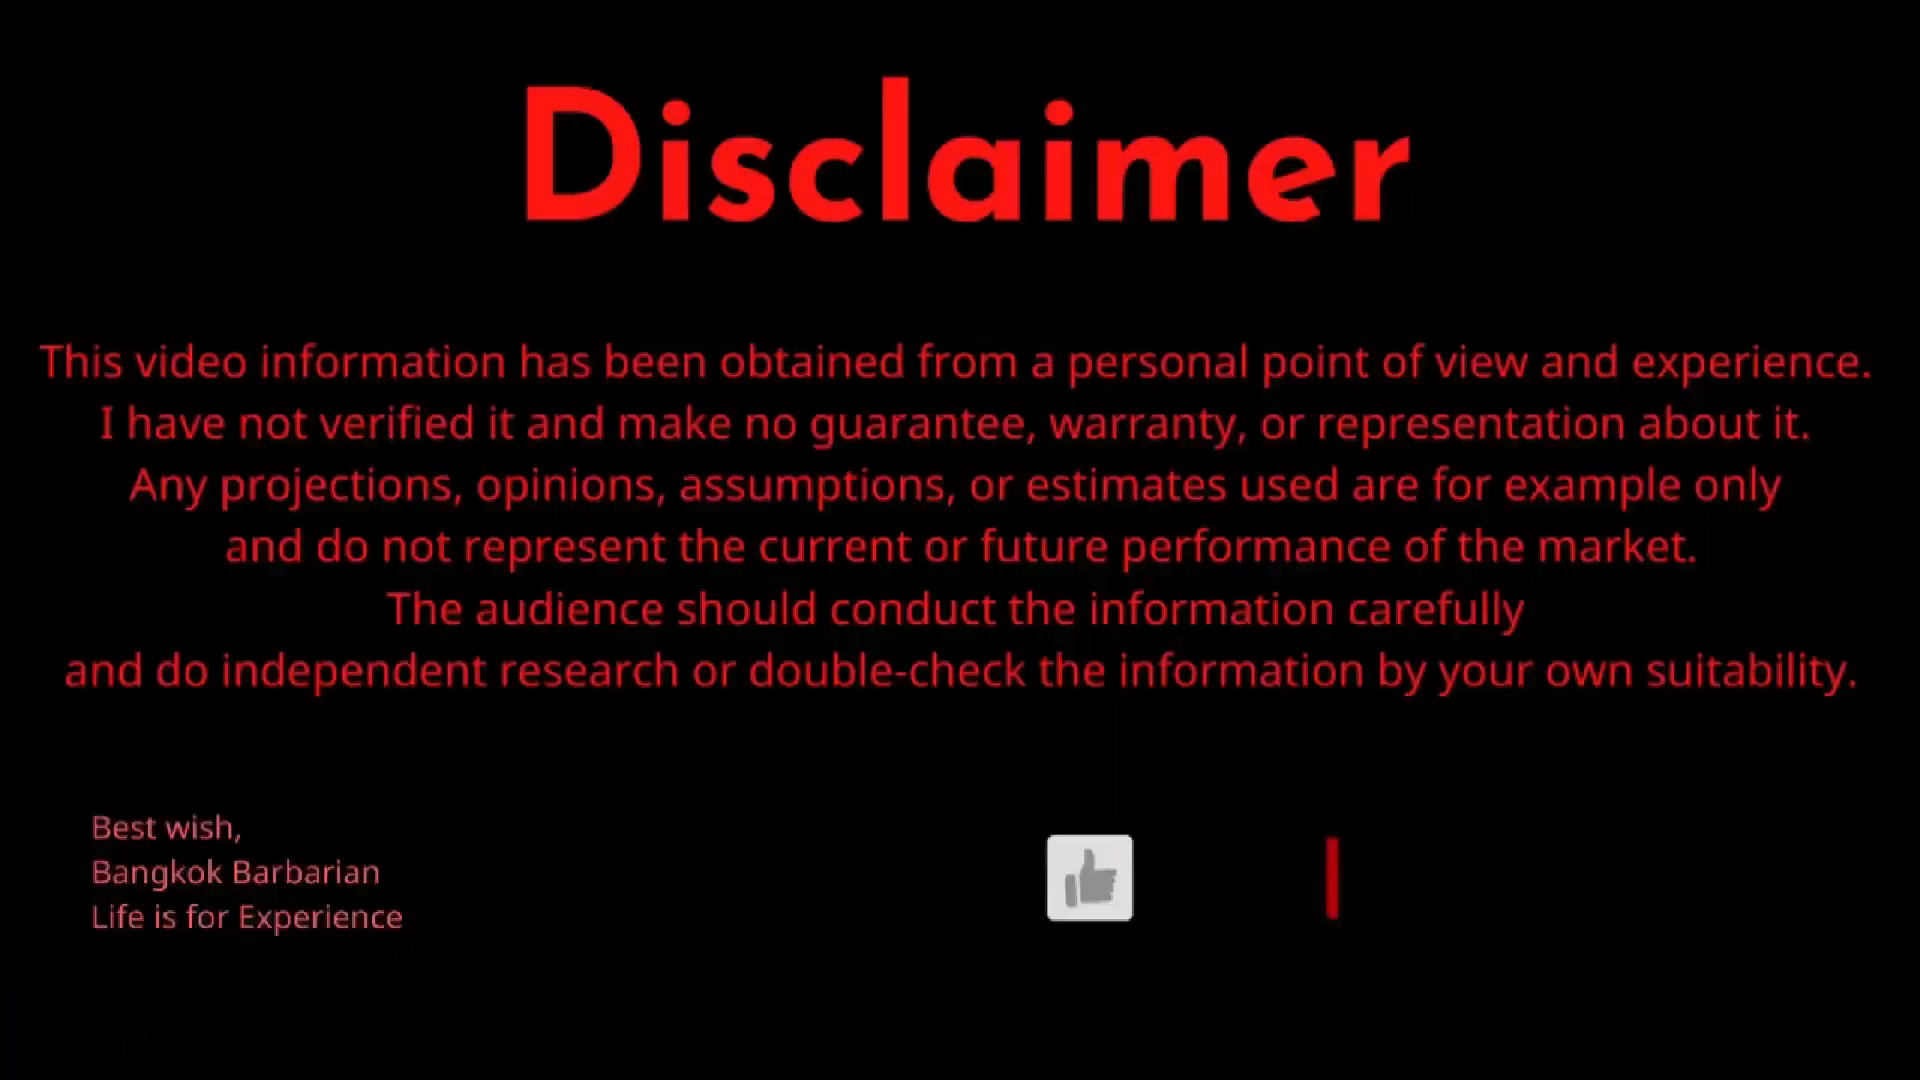 Disclaimer
This video information has been obtained from a personal point of view and experience.
I have not verified it and make no guarantee, warranty, or representation about it.
Any projections, opinions, assumptions, or estimates used are for example only
and do not represent the current or future performance of the market.
The audience should conduct the information carefully
and do independent research or double-check the information by your own suitability.
Best wish,
Bangkok Barbarian
Life is for Experience